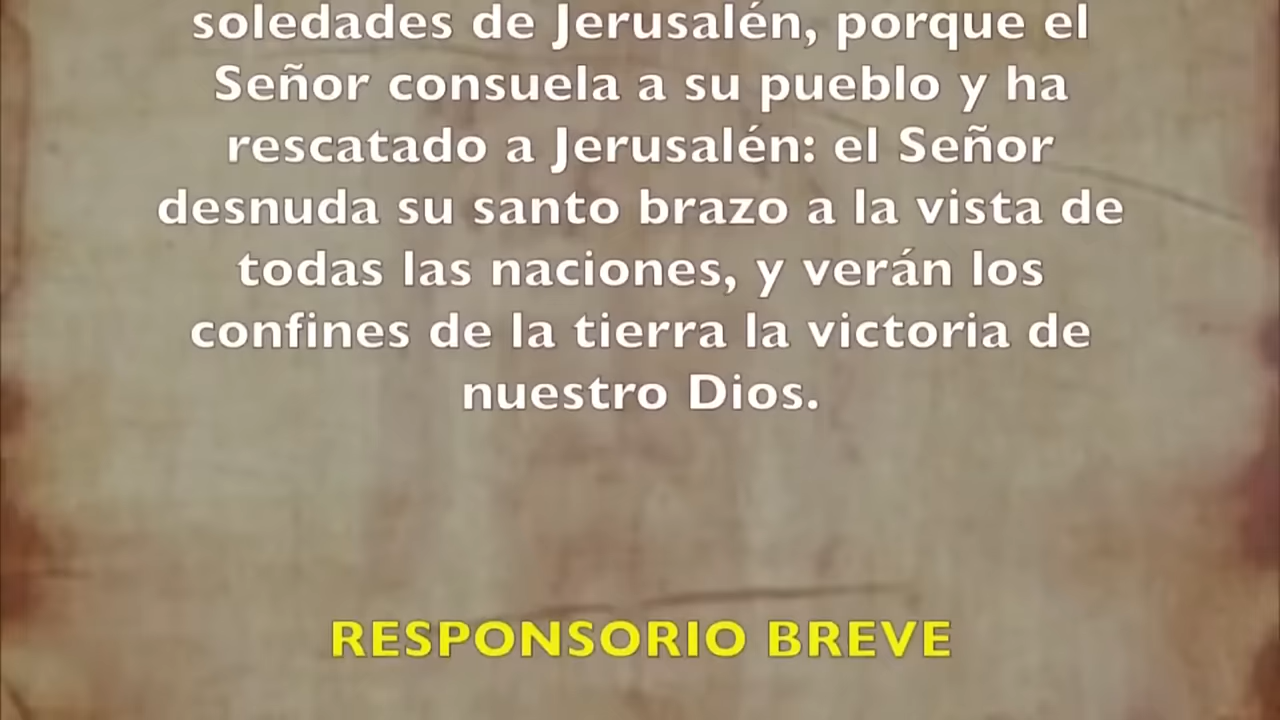 soledades de Jerusalén, porque el
Señor consuela a su pueblo y ha
rescatado a Jerusalén: el Señor
desnuda su santo brazo a la vista de
todas las naciones, y verán los
confines de la tierra la victoria de
nuestro Dios.
RESPONSORIO BREVE